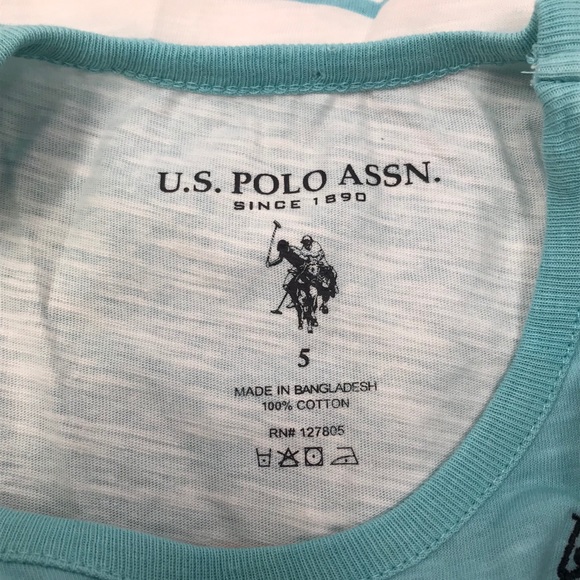 U.S. POLO ASSN.
SINCE 1890
5
MADE IN BANGLADESH
100% COTTON
RN# 127805